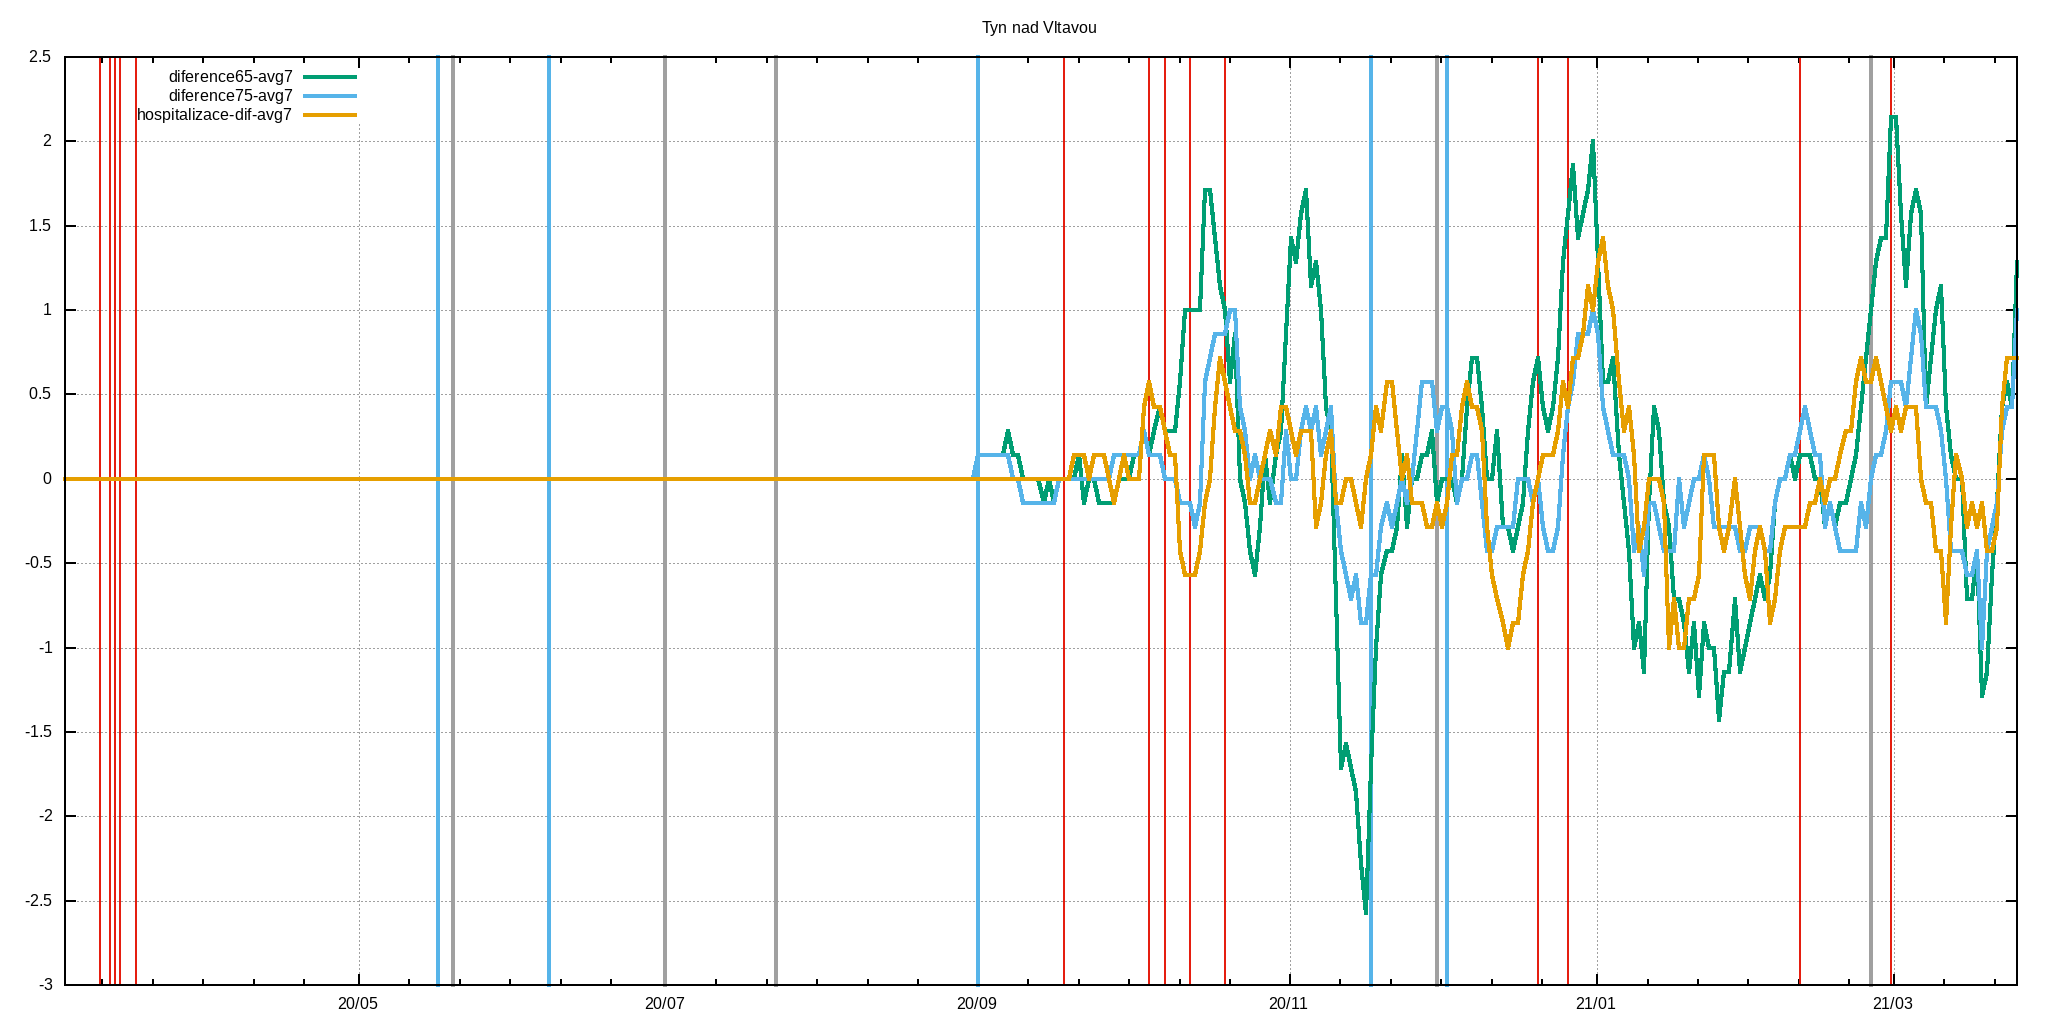 Tyn nad Vltavou
diference65-avg7
diference75-avg7
hospitalizace-dif-avg7
2.5
2
1.5
1
0.5
0
-0.5
-1
-1.5
-2
-2.5
-3
20/05 20/07 20/09 20/11 21/01 21/03